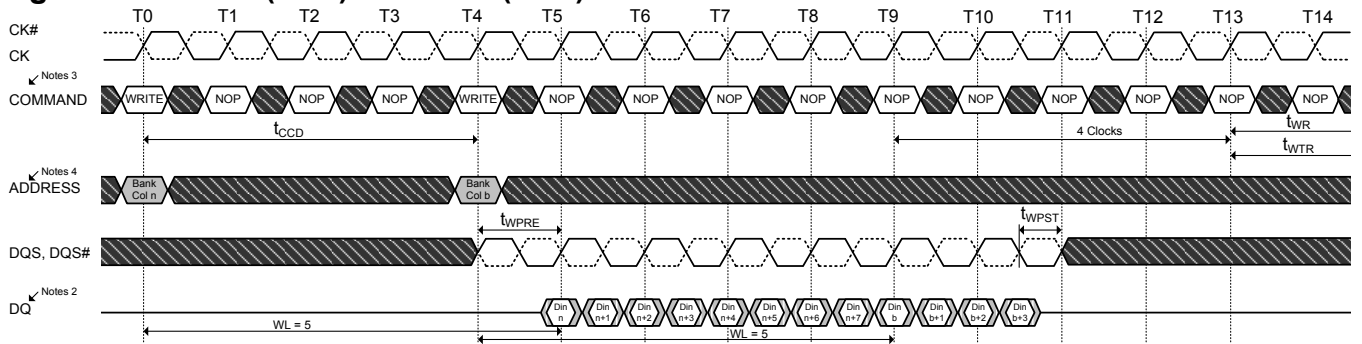 T0 T1 T2 T3 T4 T5 T6 T7 T8 T9 T10 T11 T12 T13 T14
CK#
CK
Notes 3
COMMAND WRITE NOP NOP NOP WRITE NOP NOP NOP NOP NOP NOP NOP NOP NOP NOP
tCCD 4 Clocks tWR
tWTR
Notes 4
ADDRESS
Bank Col n
Bank Col b
tWPRE tWPST
DQS, DQS#
Notes 2
DQ
Din n
Din n+1
Din n+2
Din n+3
Din n+4
Din n+5
Din n+6
Din n+7
Din b
Din b+1
Din b+2
Din b+3
WL = 5
WL = 5